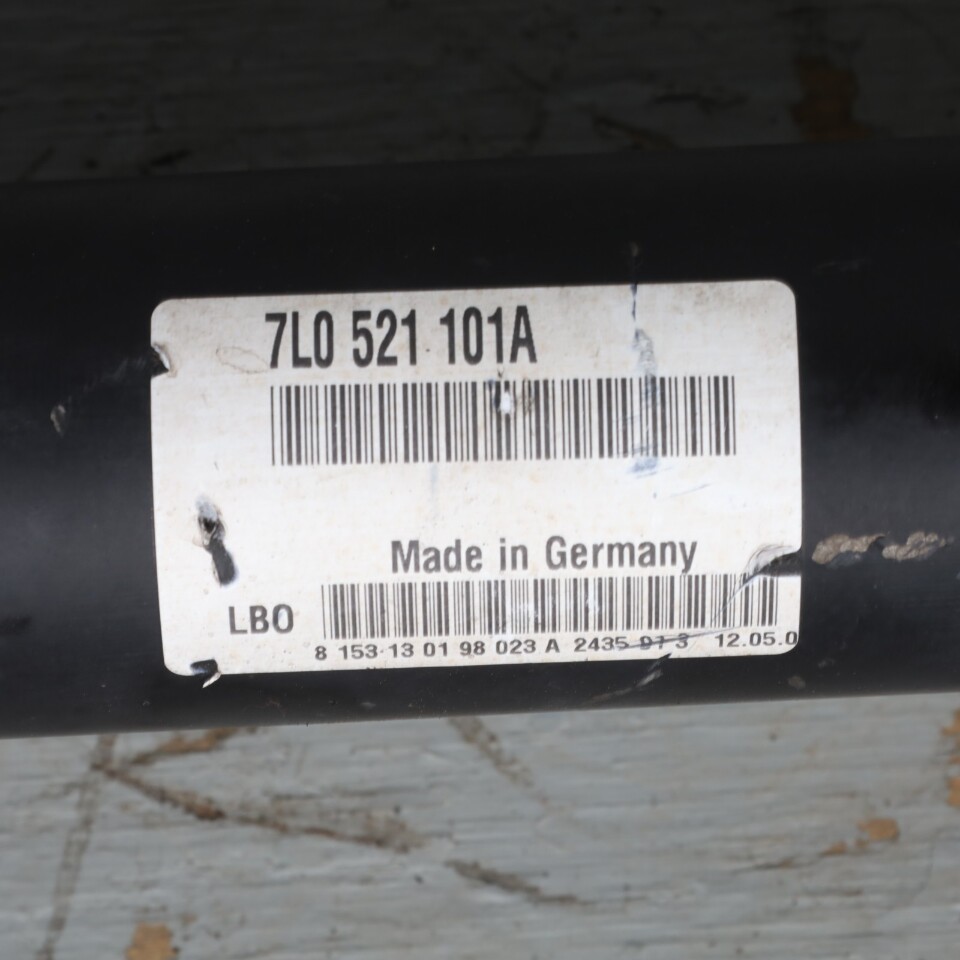 7L0 521 101A
Made in Germany
LBO
8 153 13 01 98 023 A 2435 97 3 12.05.0